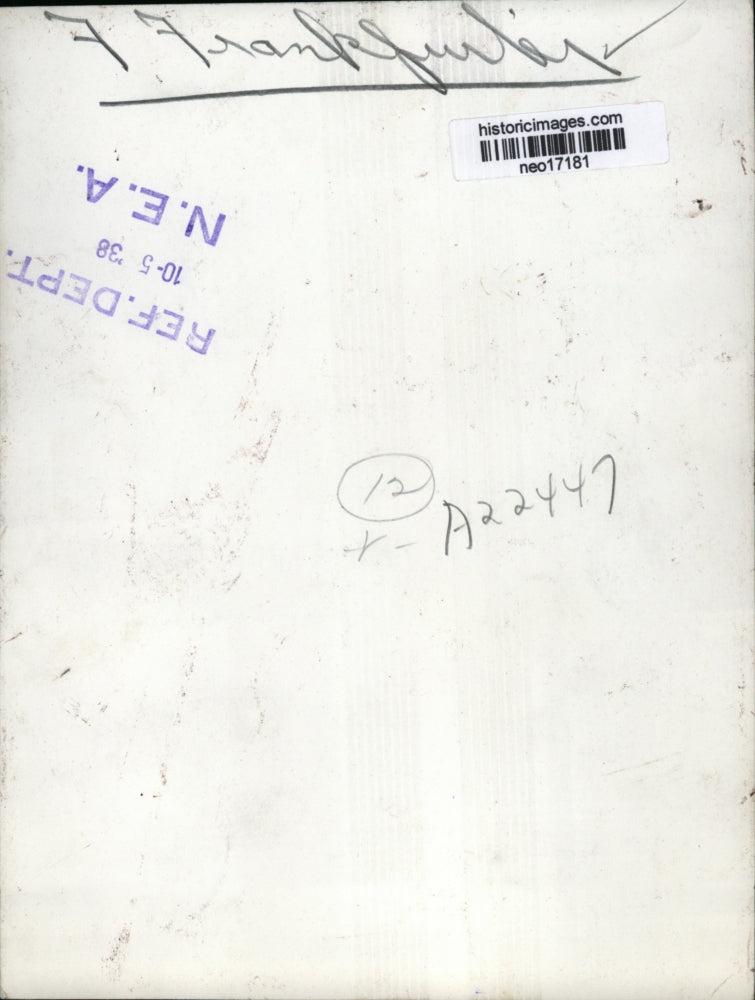 F Frankfurter
historicimages.com
neo17181
REF. DEPT.
10-5 '38
N.E.A.
12
A22447